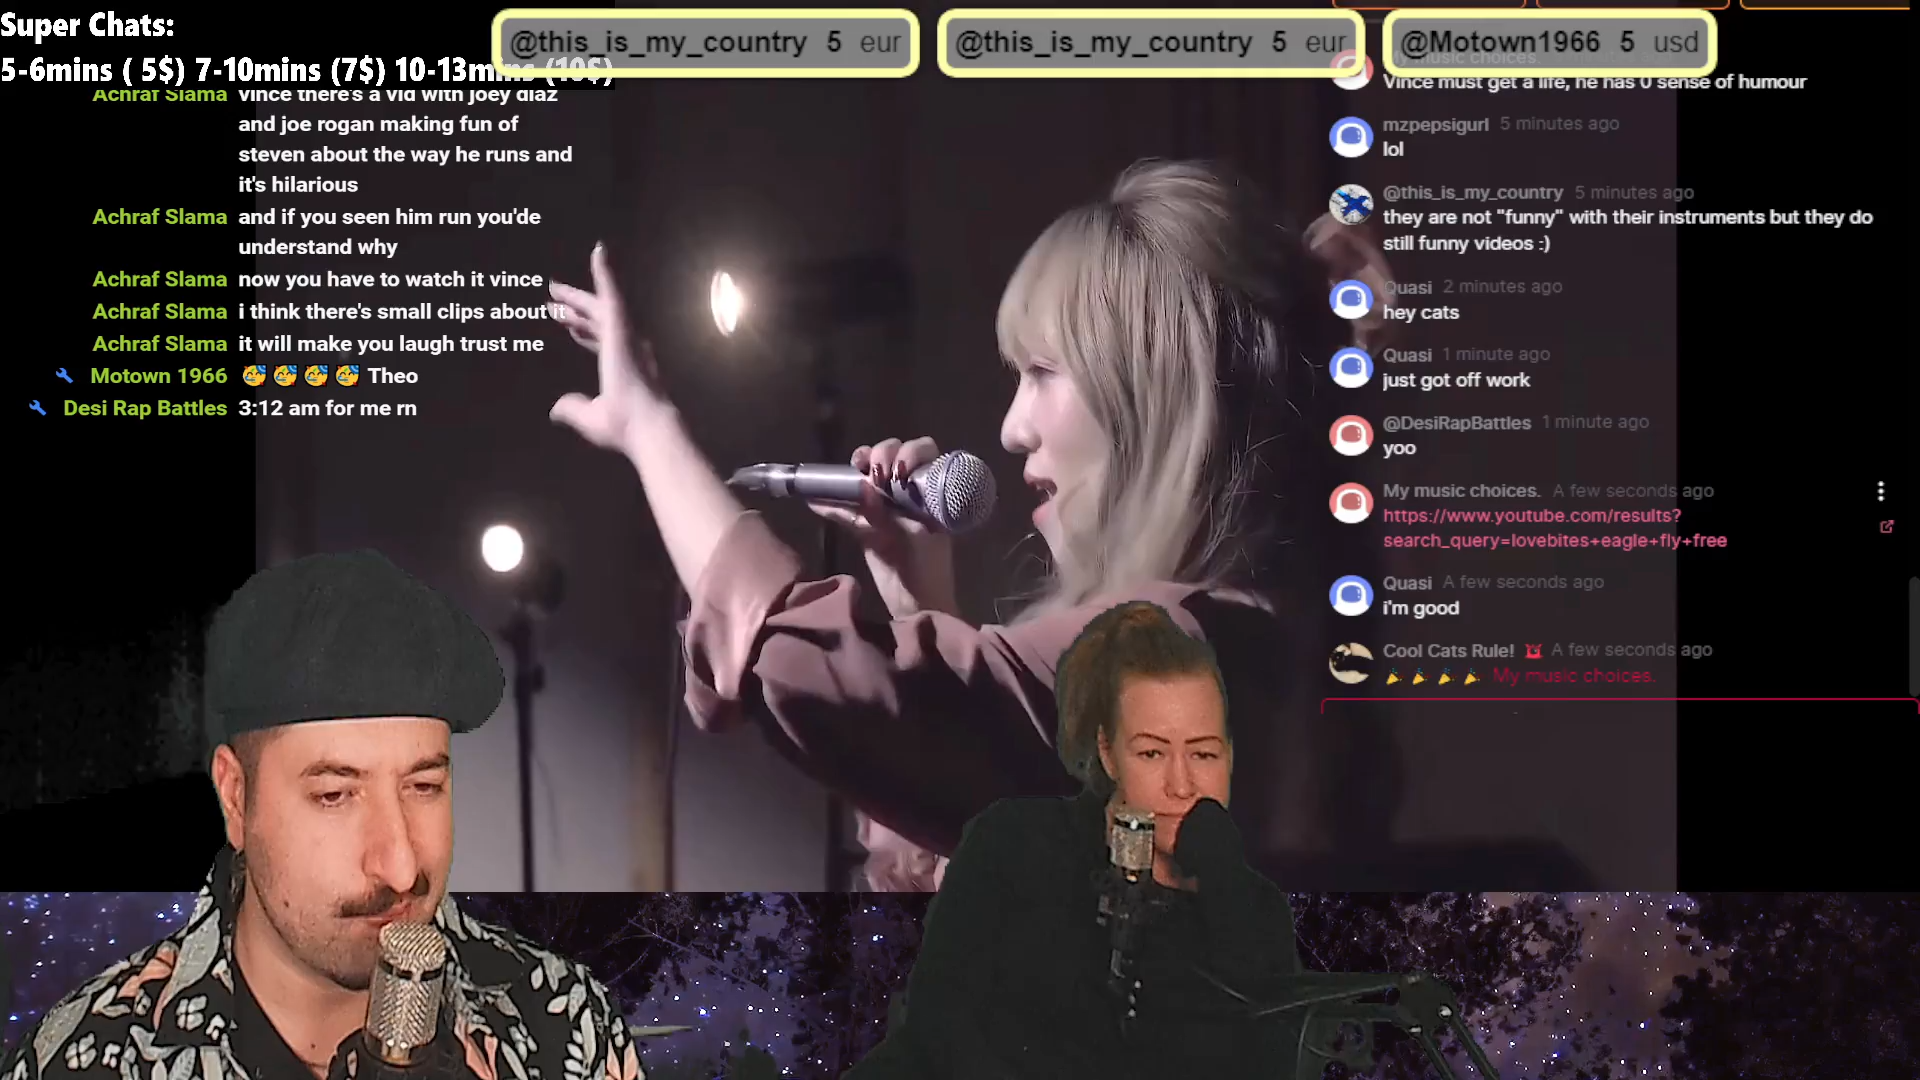 Super Chats:
5-6mins ( 5$) 7-10mins (7$) 10-13mins (10$)
@this_is_my_country 5 eur
@this_is_my_country 5 eur
@Motown1966 5 usd
Achraf Slama vince there's a vid with joey diaz
and joe rogan making fun of
steven about the way he runs and
it's hilarious
Achraf Slama and if you seen him run you'de
understand why
Achraf Slama now you have to watch it vince
Achraf Slama i think there's small clips about it
Achraf Slama it will make you laugh trust me
Motown 1966 🥳🥳🥳🥳 Theo
Desi Rap Battles 3:12 am for me rn
My music choices.
Vince must get a life, he has 0 sense of humour
mzpepsigurl 5 minutes ago
lol
@this_is_my_country 5 minutes ago
they are not "funny" with their instruments but they do
still funny videos :)
Quasi 2 minutes ago
hey cats
Quasi 1 minute ago
just got off work
@DesiRapBattles 1 minute ago
yoo
My music choices. A few seconds ago
https://www.youtube.com/results?
search_query=lovebites+eagle+fly+free
Quasi A few seconds ago
i'm good
Cool Cats Rule! A few seconds ago
🎉🎉🎉🎉 My music choices.